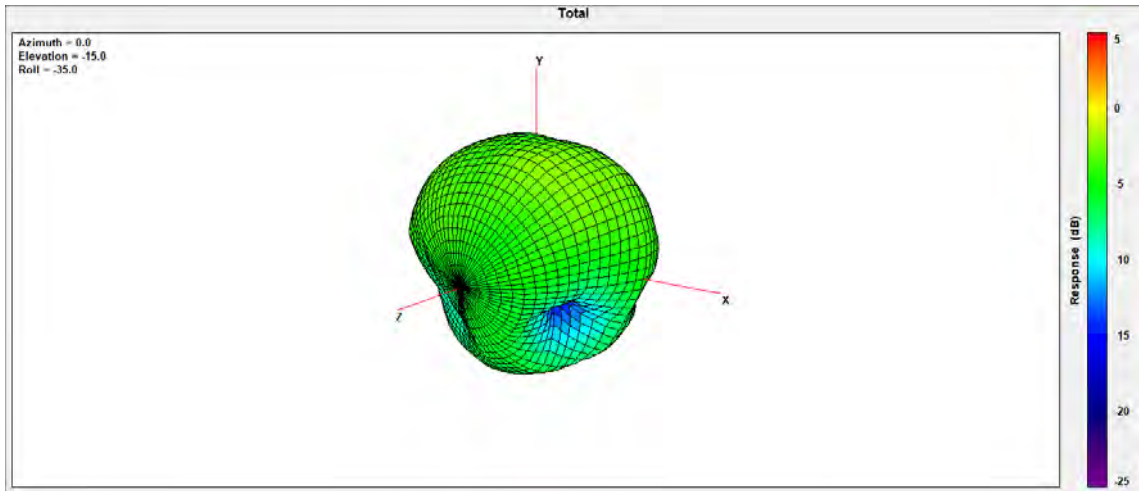 Total
Azimuth = 0.0
Elevation = -15.0
Roll = -35.0
Y
X
Z
5
0
-5
-10
-15
-20
-25
Response (dB)